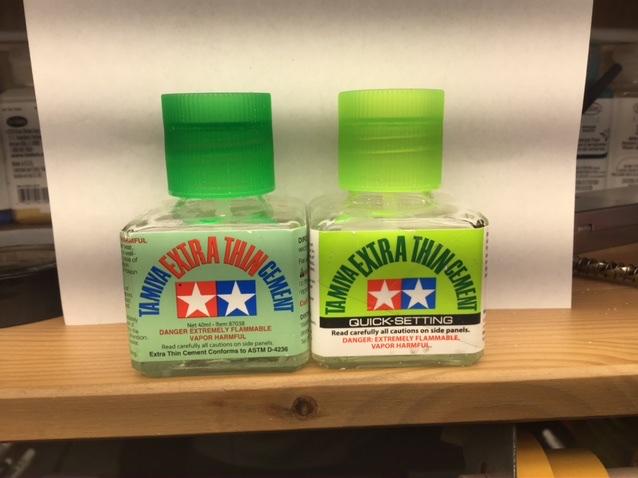 TAMIYA EXTRA THIN CEMENT
Net 40ml • Item 87038
DANGER EXTREMELY FLAMMABLE
VAPOR HARMFUL
Read carefully all cautions on side panels.
Extra Thin Cement Conforms to ASTM D-4236
TAMIYA EXTRA THIN CEMENT
QUICK-SETTING
Read carefully all cautions on side panels.
DANGER: EXTREMELY FLAMMABLE,
VAPOR HARMFUL.